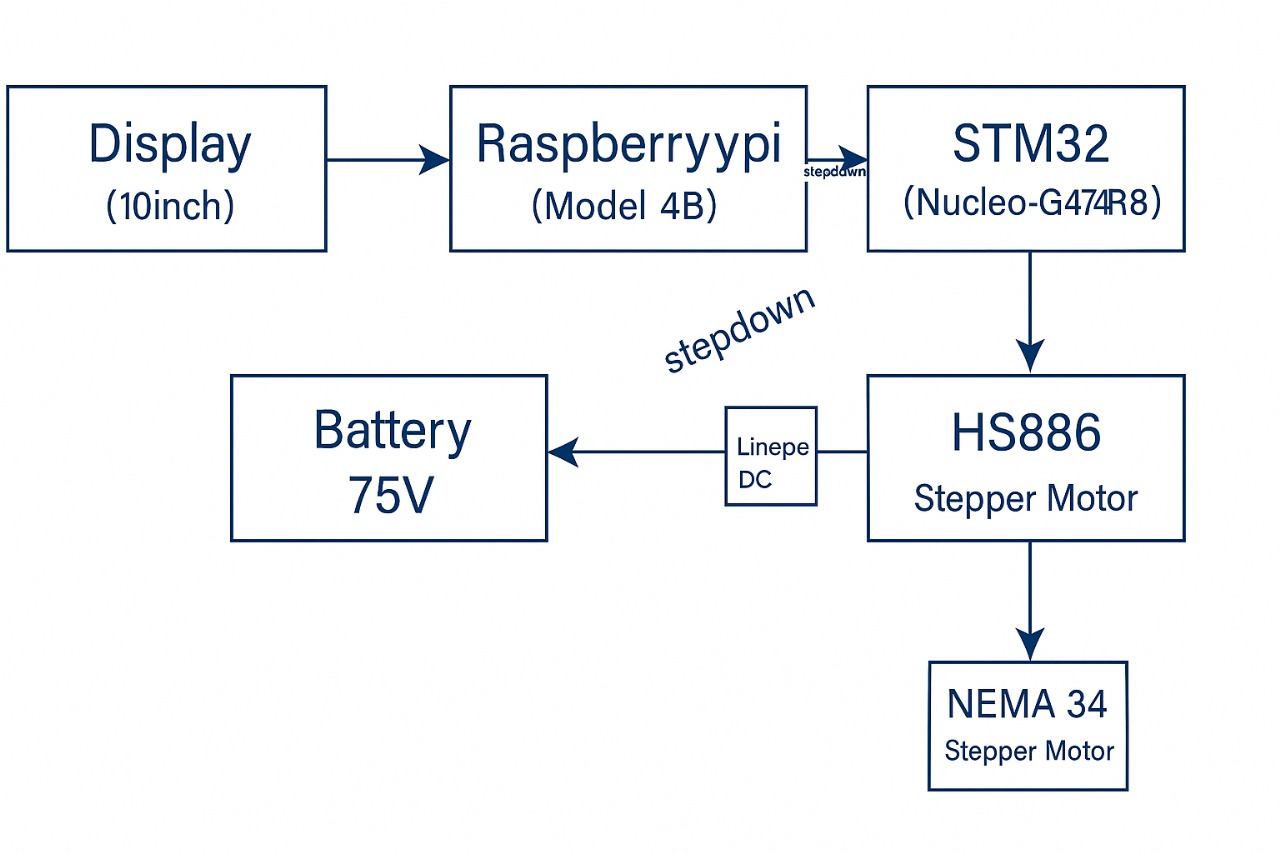 Display
(10inch)
Raspberryypi
(Model 4B)
stepdawn
STM32
(Nucleo-G474R8)
stepdown
Battery
75V
Linepe
DC
HS886
Stepper Motor
NEMA 34
Stepper Motor